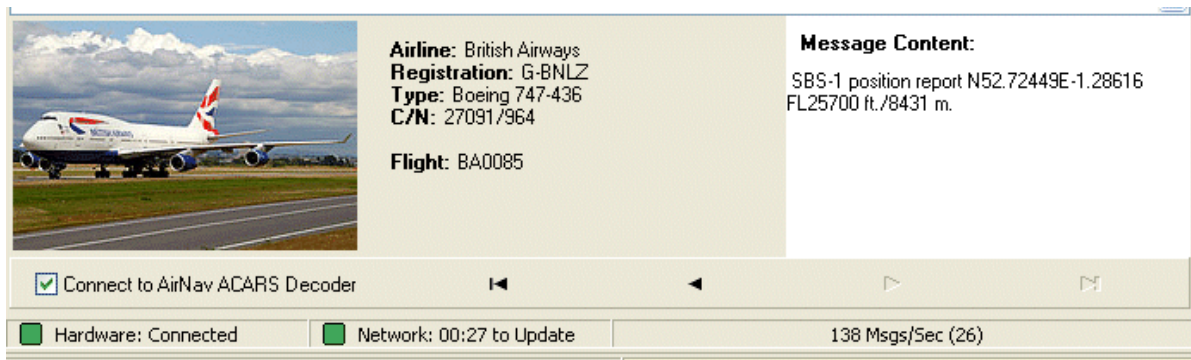 Airline: British Airways
Registration: G-BNLZ
Type: Boeing 747-436
C/N: 27091/964
Flight: BA0085
Message Content:
SBS-1 position report N52.72449E-1.28616
FL25700 ft./8431 m.
BRITISH AIRWAYS
Connect to AirNav ACARS Decoder
Hardware: Connected
Network: 00:27 to Update
138 Msgs/Sec (26)